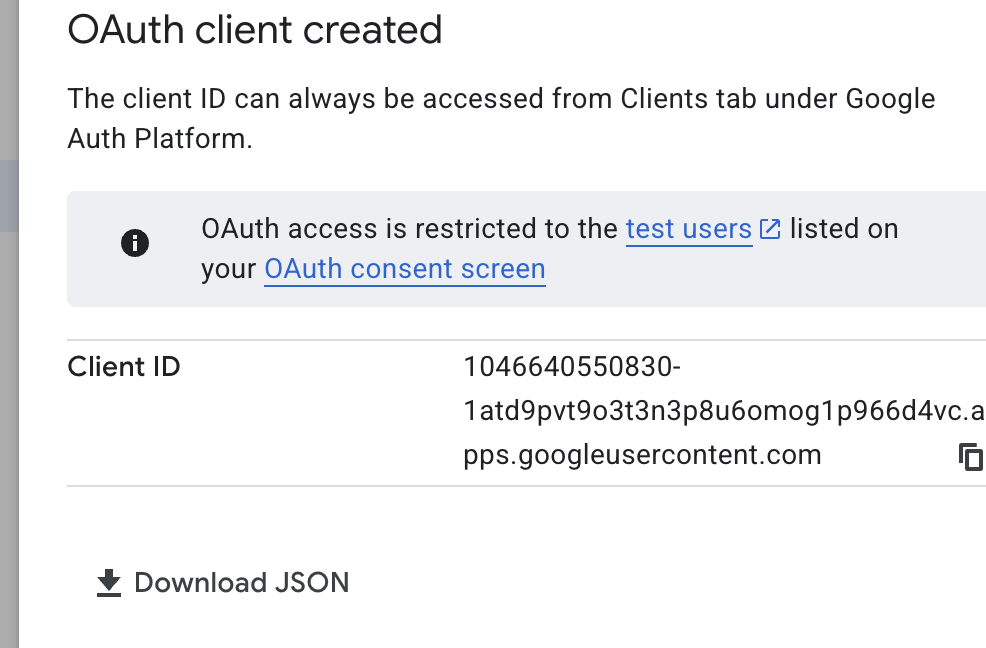 OAuth client created
The client ID can always be accessed from Clients tab under Google
Auth Platform.
OAuth access is restricted to the test users listed on
your OAuth consent screen
Client ID
1046640550830-
1atd9pvt9o3t3n3p8u6omog1p966d4vc.a
pps.googleusercontent.com
Download JSON